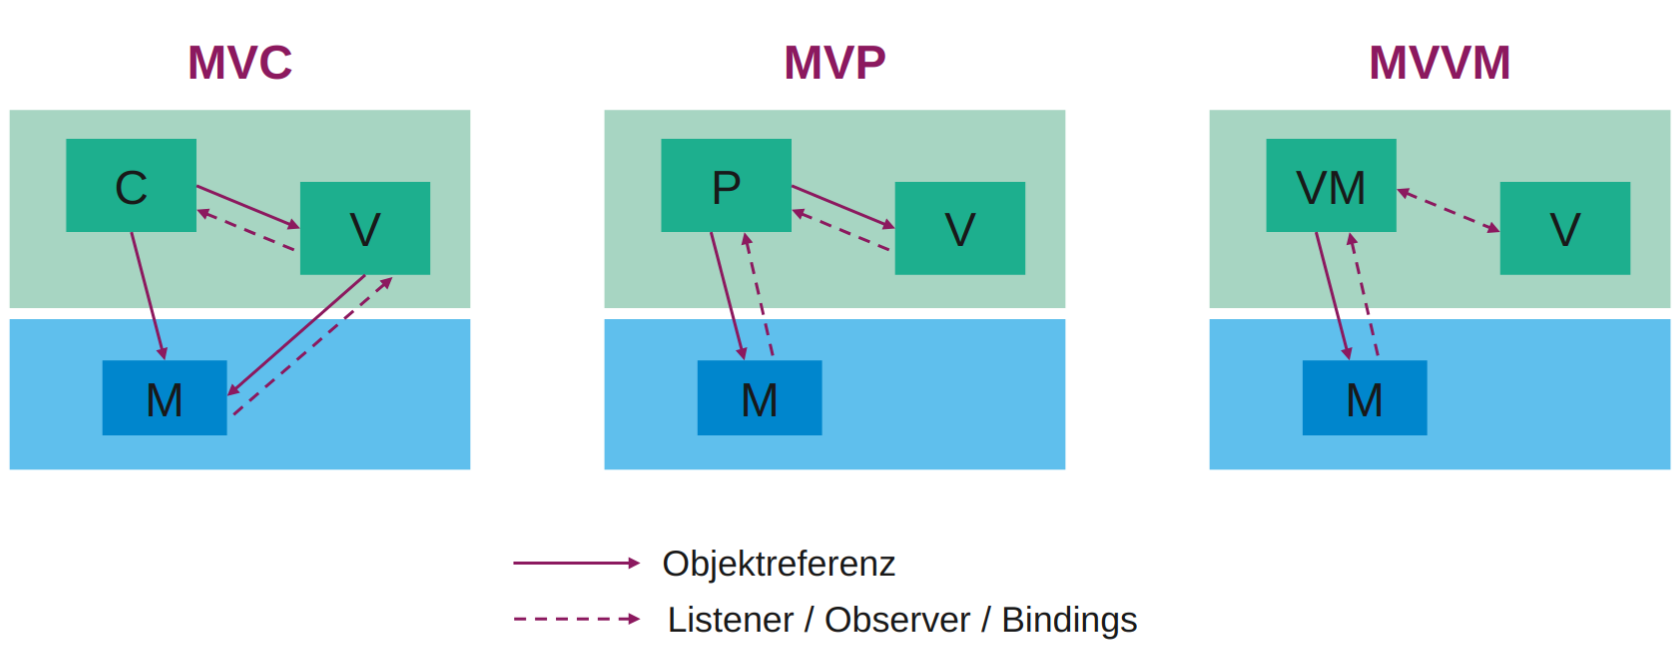 MVC
MVP
MVVM
C
V
M
P
V
M
VM
V
M
Objektreferenz
Listener / Observer / Bindings